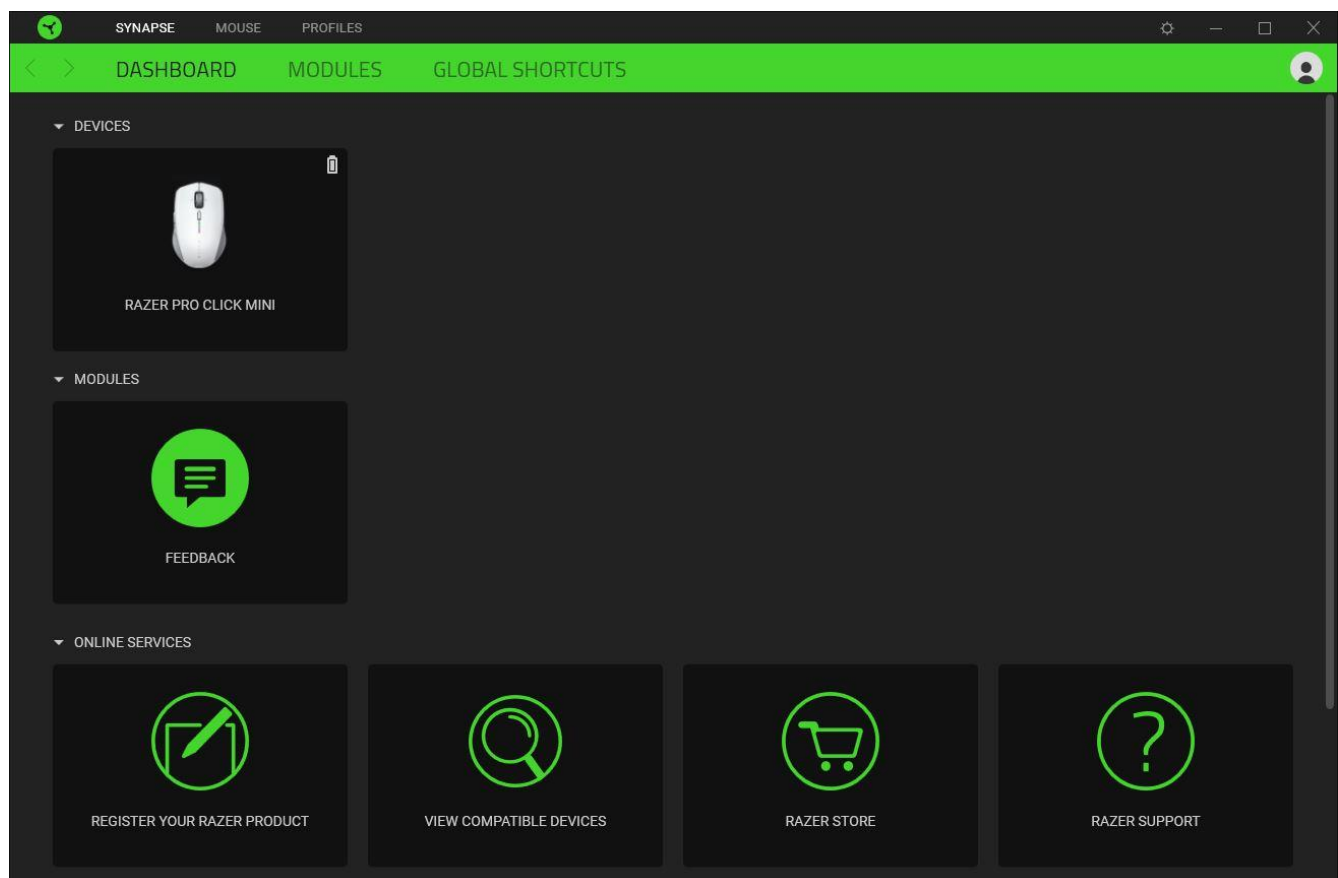 SYNAPSE MOUSE PROFILES
DASHBOARD MODULES GLOBAL SHORTCUTS
DEVICES
RAZER PRO CLICK MINI
MODULES
FEEDBACK
ONLINE SERVICES
REGISTER YOUR RAZER PRODUCT
VIEW COMPATIBLE DEVICES
RAZER STORE
RAZER SUPPORT